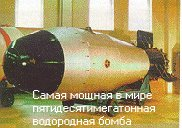 Самая мощная в мире
пятидесятимегатонная
водородная бомба